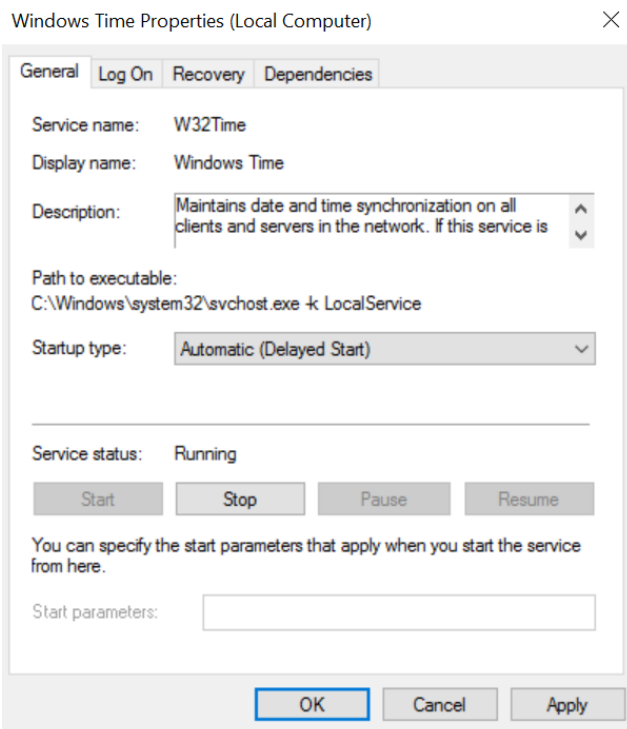 Windows Time Properties (Local Computer)
General Log On Recovery Dependencies
Service name: W32Time
Display name: Windows Time
Description: Maintains date and time synchronization on all
clients and servers in the network. If this service is
Path to executable:
C:\Windows\system32\svchost.exe -k LocalService
Startup type: Automatic (Delayed Start)
Service status: Running
Start Stop Pause Resume
You can specify the start parameters that apply when you start the service
from here.
Start parameters:
OK Cancel Apply